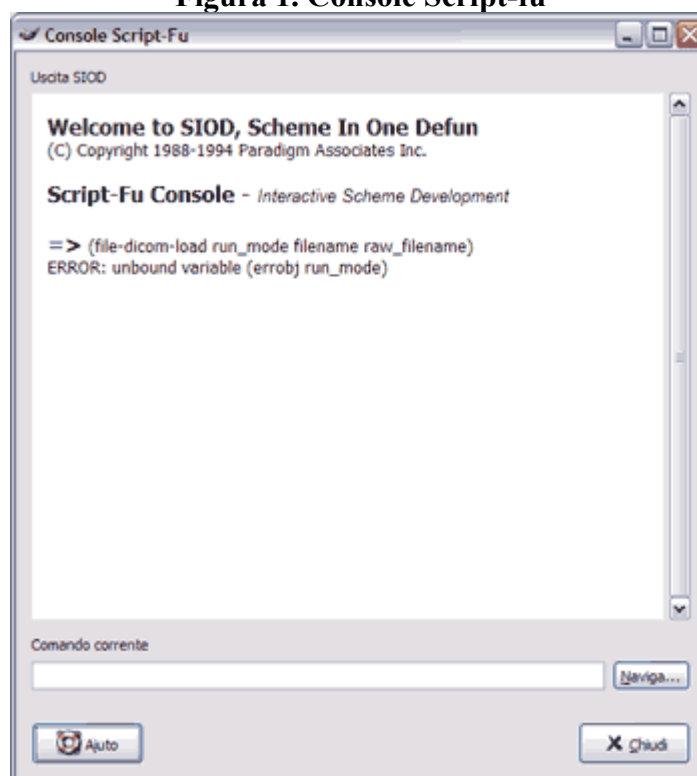 Figura 1. Console Script-fu
Console Script-Fu
Uscita SIOD
Welcome to SIOD, Scheme In One Defun
(C) Copyright 1988-1994 Paradigm Associates Inc.
Script-Fu Console - Interactive Scheme Development
=> (file-dicom-load run_mode filename raw_filename)
ERROR: unbound variable (errobj run_mode)
Comando corrente
Naviga...
Aiuto
Chiudi